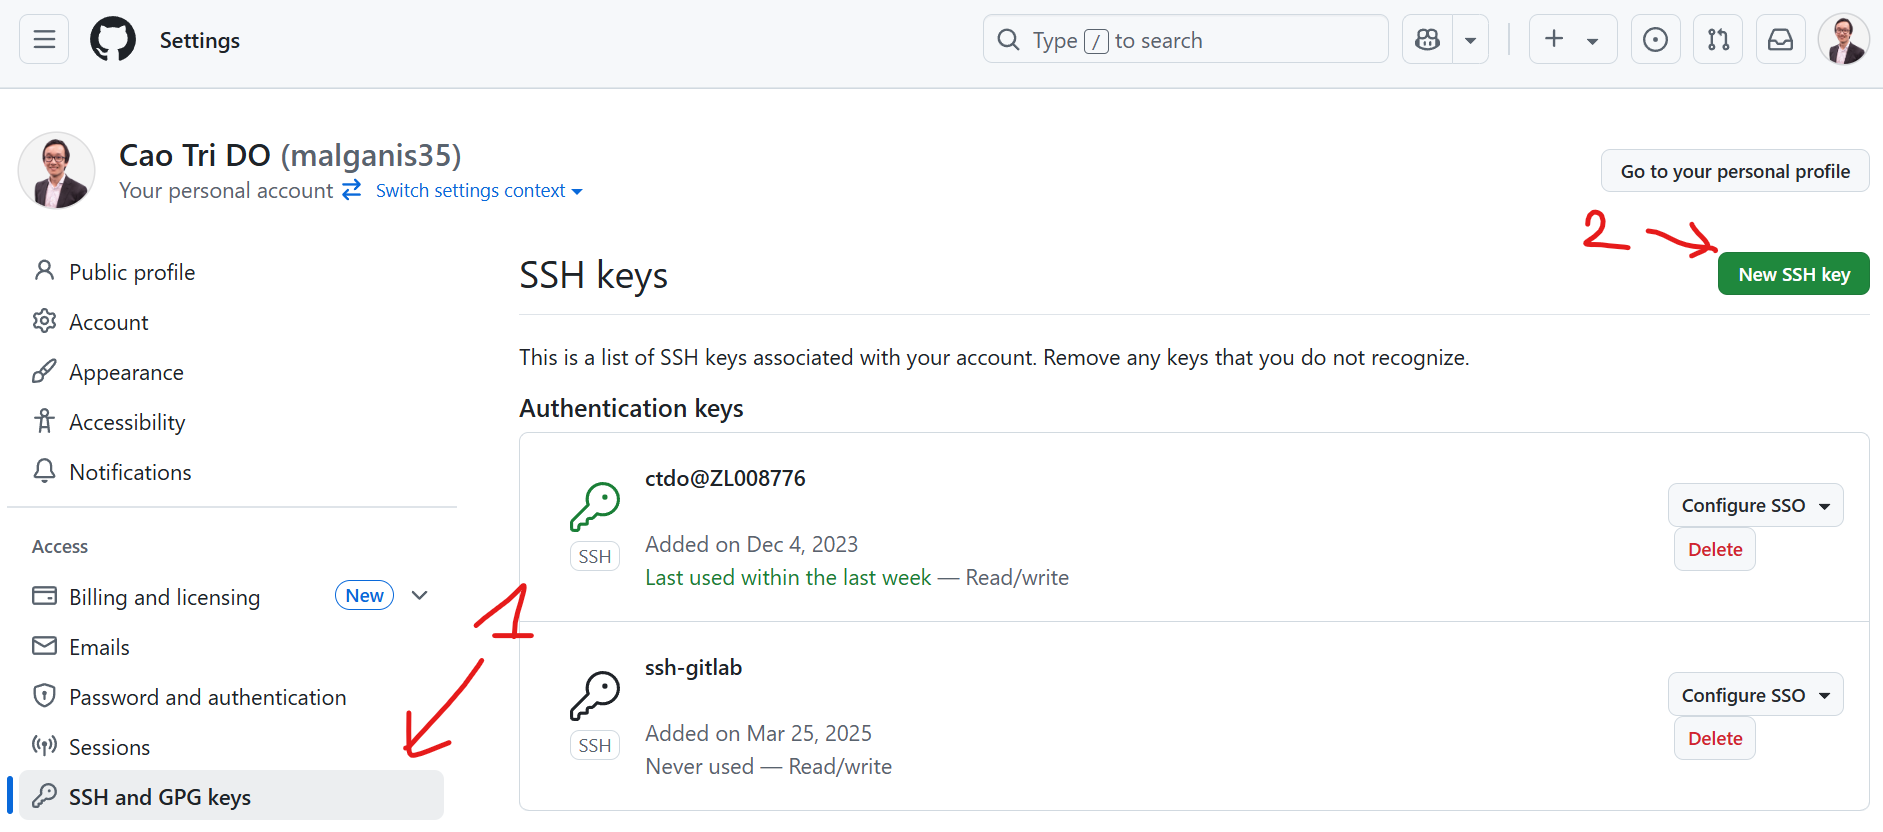 Settings
Type / to search
Cao Tri DO (malganis35)
Your personal account Switch settings context
Go to your personal profile
2
Public profile
Account
Appearance
Accessibility
Notifications
Access
Billing and licensing New
Emails
Password and authentication
Sessions
SSH and GPG keys
1
SSH keys
New SSH key
This is a list of SSH keys associated with your account. Remove any keys that you do not recognize.
Authentication keys
ctdo@ZL008776
SSH
Added on Dec 4, 2023
Last used within the last week — Read/write
Configure SSO
Delete
ssh-gitlab
SSH
Added on Mar 25, 2025
Never used — Read/write
Configure SSO
Delete